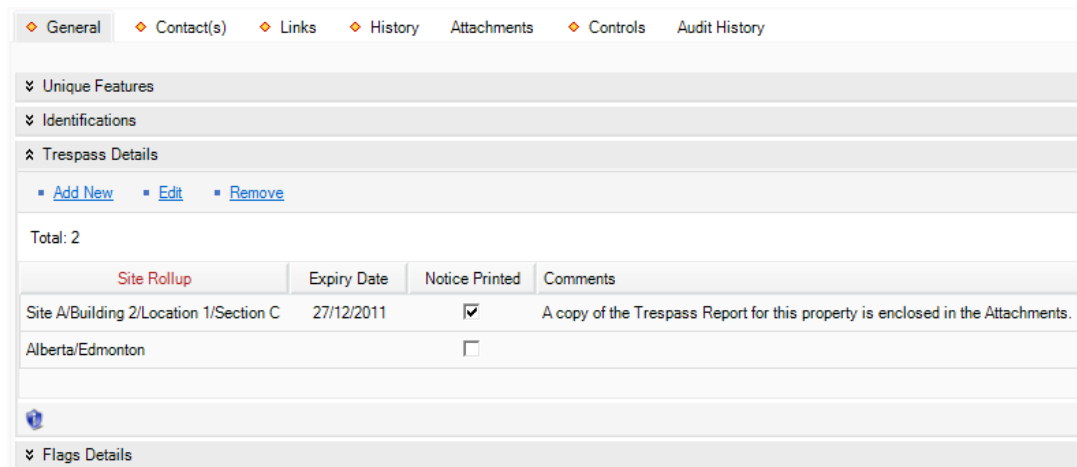 General Contact(s) Links History Attachments Controls Audit History
Unique Features
Identifications
Trespass Details
Add New Edit Remove
Total: 2
Site Rollup Expiry Date Notice Printed Comments
Site A/Building 2/Location 1/Section C 27/12/2011 A copy of the Trespass Report for this property is enclosed in the Attachments.
Alberta/Edmonton
Flags Details